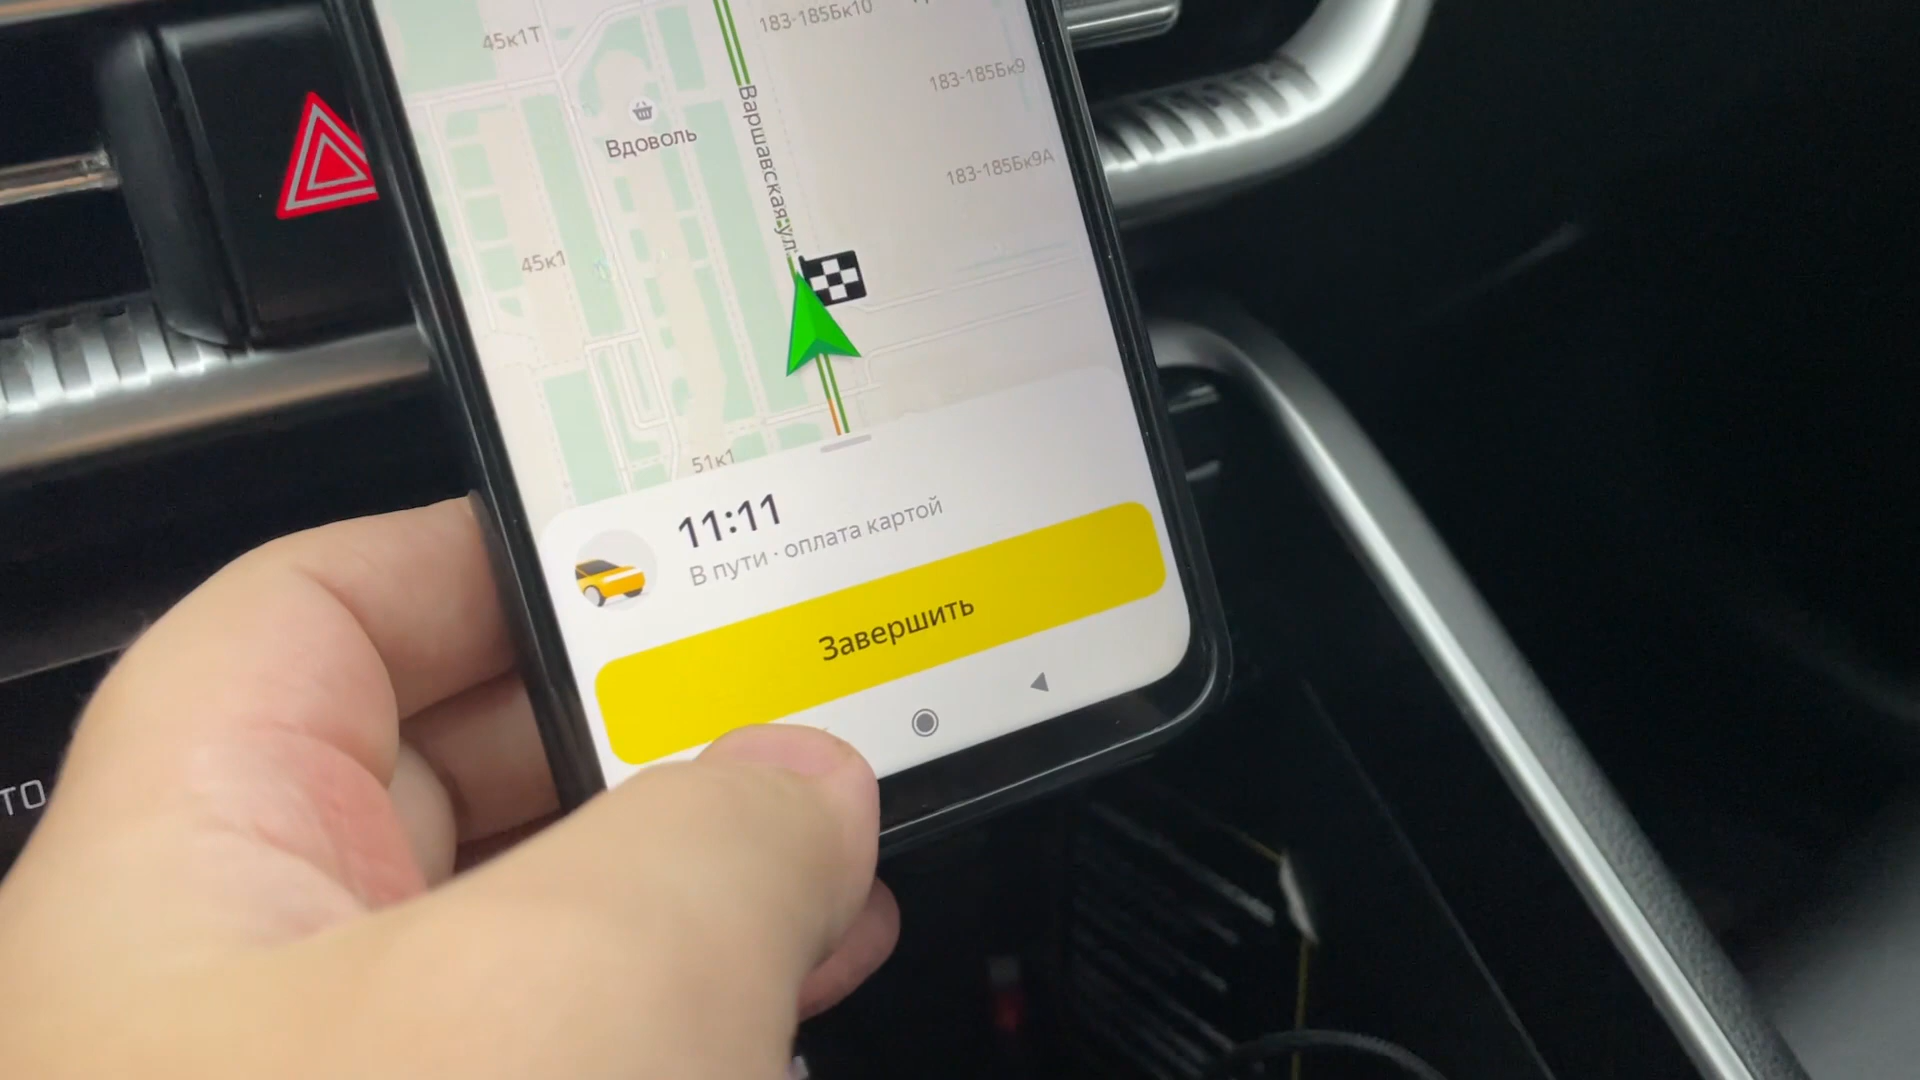 45к1Т
183-185Бк10
183-185Бк9
Вдоволь
Варшавская ул.
183-185Бк9А
45к1
51к1
11:11
В пути · оплата картой
Завершить